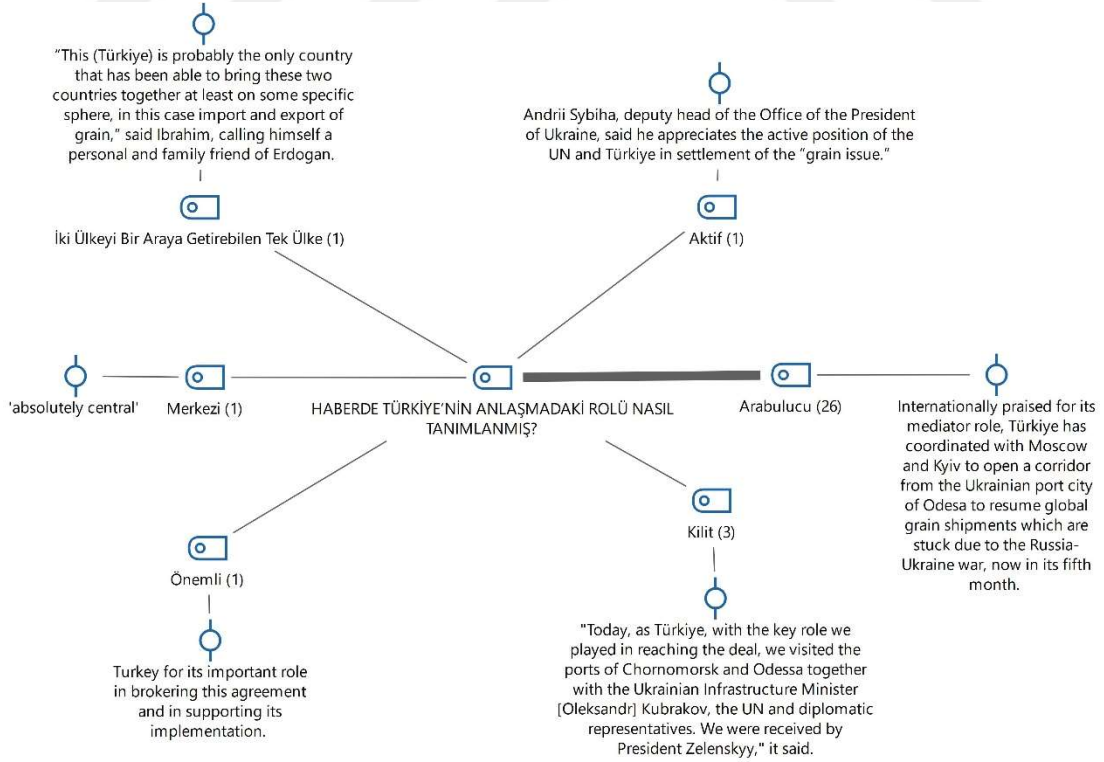 "This (Türkiye) is probably the only country
that has been able to bring these two
countries together at least on some specific
sphere, in this case import and export of
grain," said Ibrahim, calling himself a
personal and family friend of Erdogan.
İki Ülkeyi Bir Araya Getirebilen Tek Ülke (1)
Andrii Sybiha, deputy head of the Office of the President
of Ukraine, said he appreciates the active position of the
UN and Türkiye in settlement of the "grain issue."
Aktif (1)
'absolutely central'
Merkezi (1)
HABERDE TÜRKİYE'NİN ANLAŞMADAKİ ROLÜ NASIL
TANIMLANMIŞ?
Arabulucu (26)
Internationally praised for its
mediator role, Türkiye has
coordinated with Moscow
and Kyiv to open a corridor
from the Ukrainian port city
of Odesa to resume global
grain shipments which are
stuck due to the Russia-
Ukraine war, now in its fifth
month.
Önemli (1)
Turkey for its important role
in brokering this agreement
and in supporting its
implementation.
Kilit (3)
"Today, as Türkiye, with the key role we
played in reaching the deal, we visited the
ports of Chornomorsk and Odessa together
with the Ukrainian Infrastructure Minister
[Oleksandr] Kubrakov, the UN and diplomatic
representatives. We were received by
President Zelenskyy," it said.